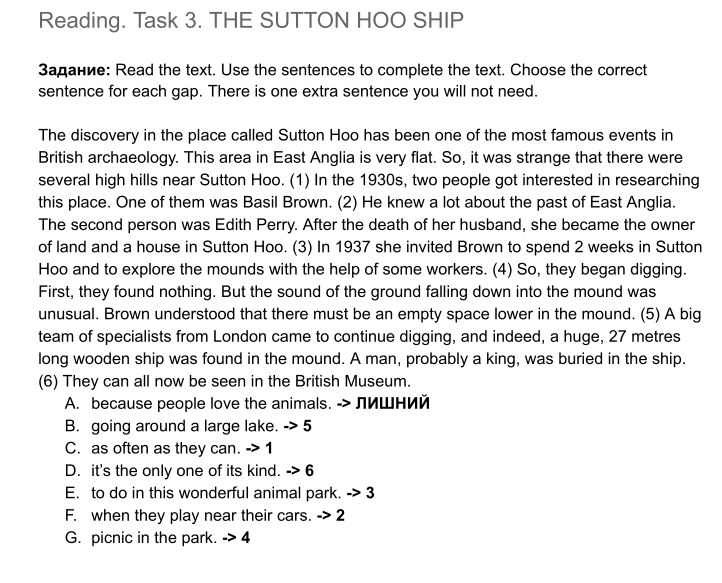 Reading. Task 3. THE SUTTON HOO SHIP
Задание: Read the text. Use the sentences to complete the text. Choose the correct
sentence for each gap. There is one extra sentence you will not need.
The discovery in the place called Sutton Hoo has been one of the most famous events in
British archaeology. This area in East Anglia is very flat. So, it was strange that there were
several high hills near Sutton Hoo. (1) In the 1930s, two people got interested in researching
this place. One of them was Basil Brown. (2) He knew a lot about the past of East Anglia.
The second person was Edith Perry. After the death of her husband, she became the owner
of land and a house in Sutton Hoo. (3) In 1937 she invited Brown to spend 2 weeks in Sutton
Hoo and to explore the mounds with the help of some workers. (4) So, they began digging.
First, they found nothing. But the sound of the ground falling down into the mound was
unusual. Brown understood that there must be an empty space lower in the mound. (5) A big
team of specialists from London came to continue digging, and indeed, a huge, 27 metres
long wooden ship was found in the mound. A man, probably a king, was buried in the ship.
(6) They can all now be seen in the British Museum.
A. because people love the animals. -> ЛИШНИЙ
B. going around a large lake. -> 5
C. as often as they can. -> 1
D. it's the only one of its kind. -> 6
E. to do in this wonderful animal park. -> 3
F. when they play near their cars. -> 2
G. picnic in the park. -> 4